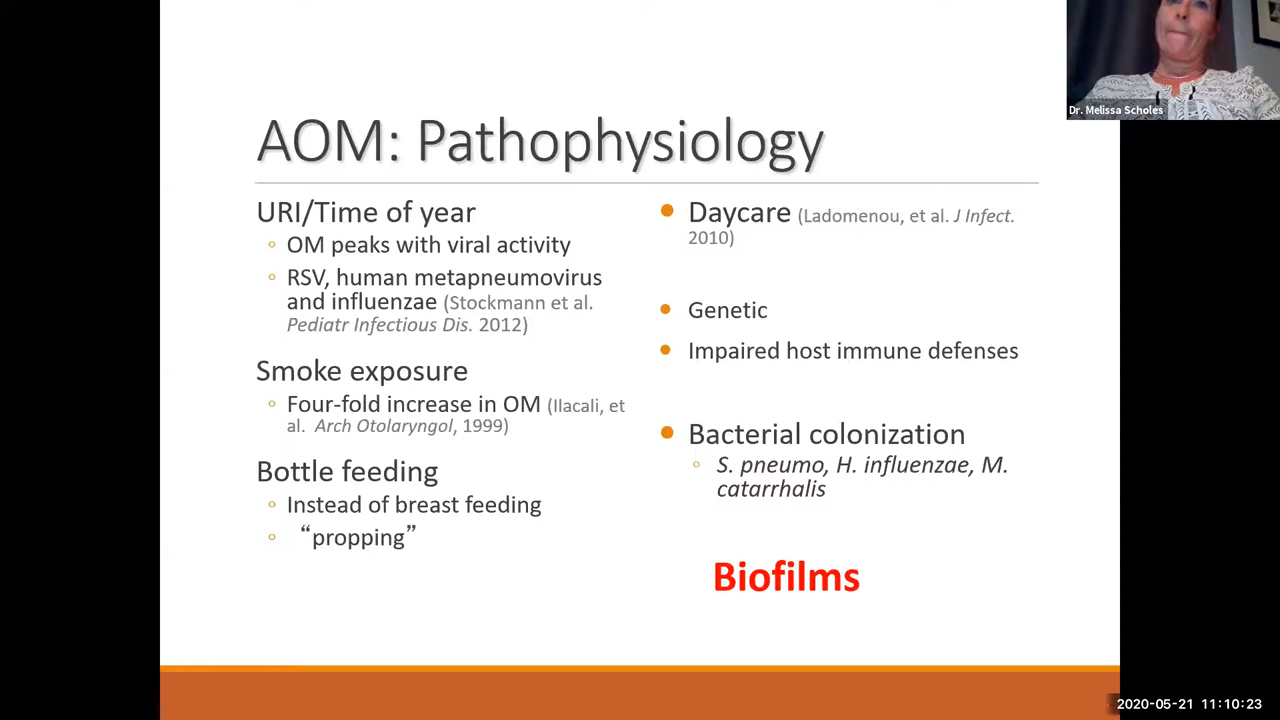 Dr. Melissa Scholes
AOM: Pathophysiology
URI/Time of year
◦ OM peaks with viral activity
◦ RSV, human metapneumovirus
and influenzae (Stockmann et al.
Pediatr Infectious Dis. 2012)
Smoke exposure
◦ Four-fold increase in OM (Ilacali, et
al. Arch Otolaryngol, 1999)
Bottle feeding
◦ Instead of breast feeding
◦ “propping”
• Daycare (Ladomenou, et al. J Infect.
2010)
• Genetic
• Impaired host immune defenses
• Bacterial colonization
◦ S. pneumo, H. influenzae, M.
catarrhalis
Biofilms
2020-05-21 11:10:23